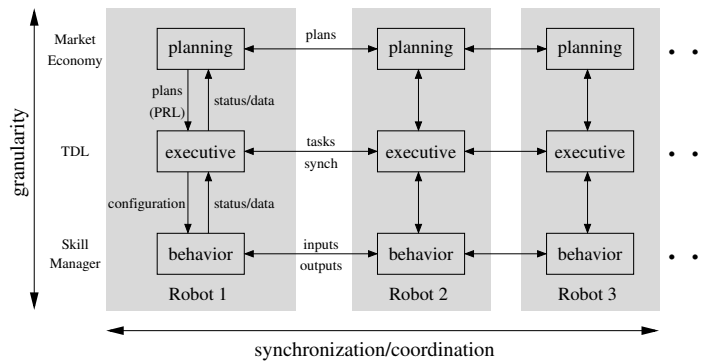 Market
Economy
planning
plans
planning
planning
plans
(PRL)
status/data
granularity
TDL
executive
tasks
synch
executive
executive
configuration
status/data
Skill
Manager
behavior
inputs
outputs
behavior
behavior
Robot 1
Robot 2
Robot 3
synchronization/coordination